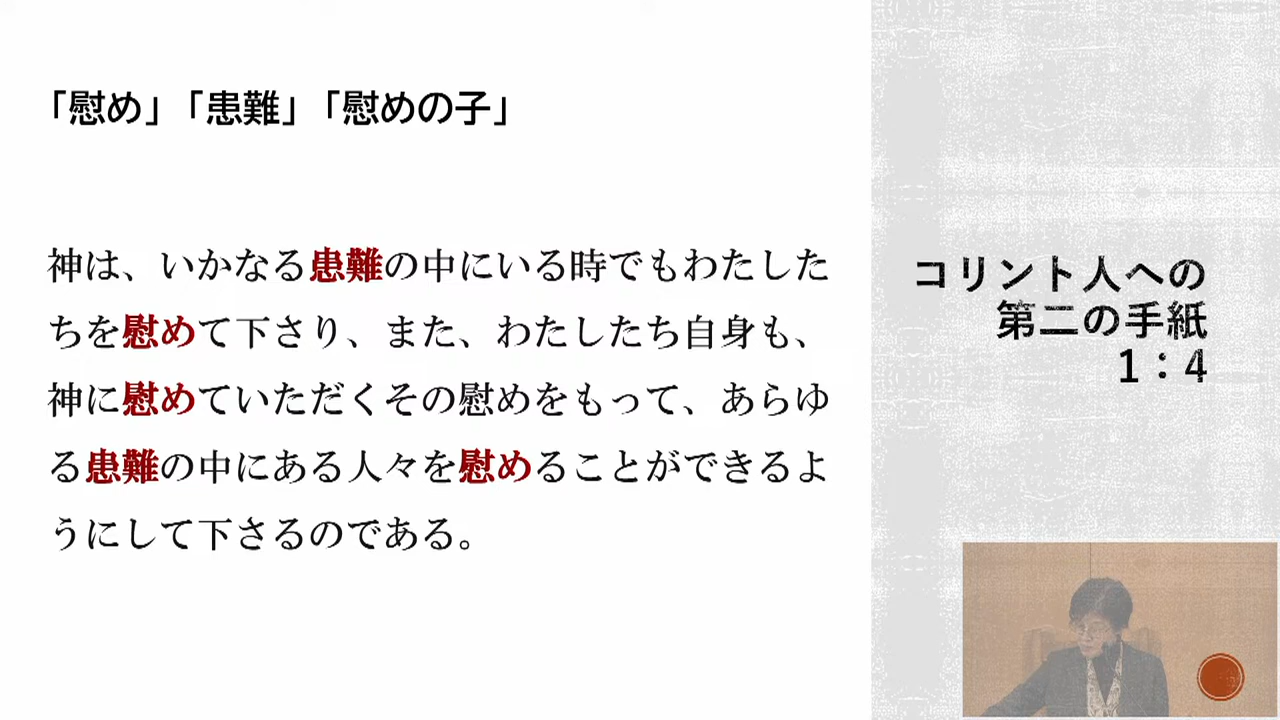 「慰め」「患難」「慰めの子」
神は、いかなる患難の中にいる時でもわたした
ちを慰めて下さり、また、わたしたち自身も、
神に慰めていただくその慰めをもって、あらゆ
る患難の中にある人々を慰めることができるよ
うにして下さるのである。
コリント人への
第二の手紙
1：4